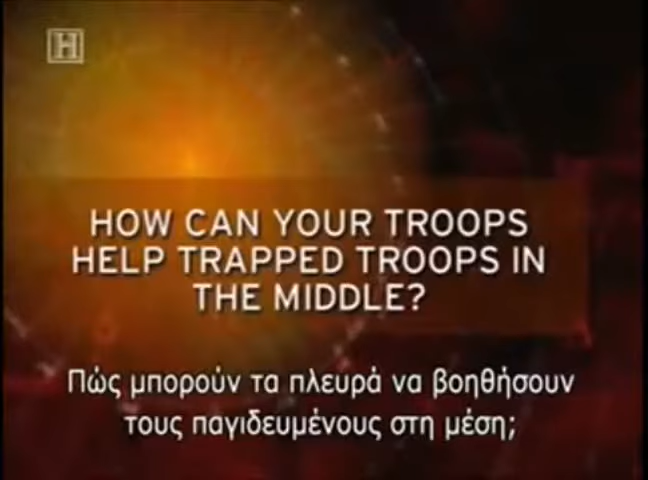 H
HOW CAN YOUR TROOPS
HELP TRAPPED TROOPS IN
THE MIDDLE?
Πώς μπορούν τα πλευρά να βοηθήσουν
τους παγιδευμένους στη μέση;